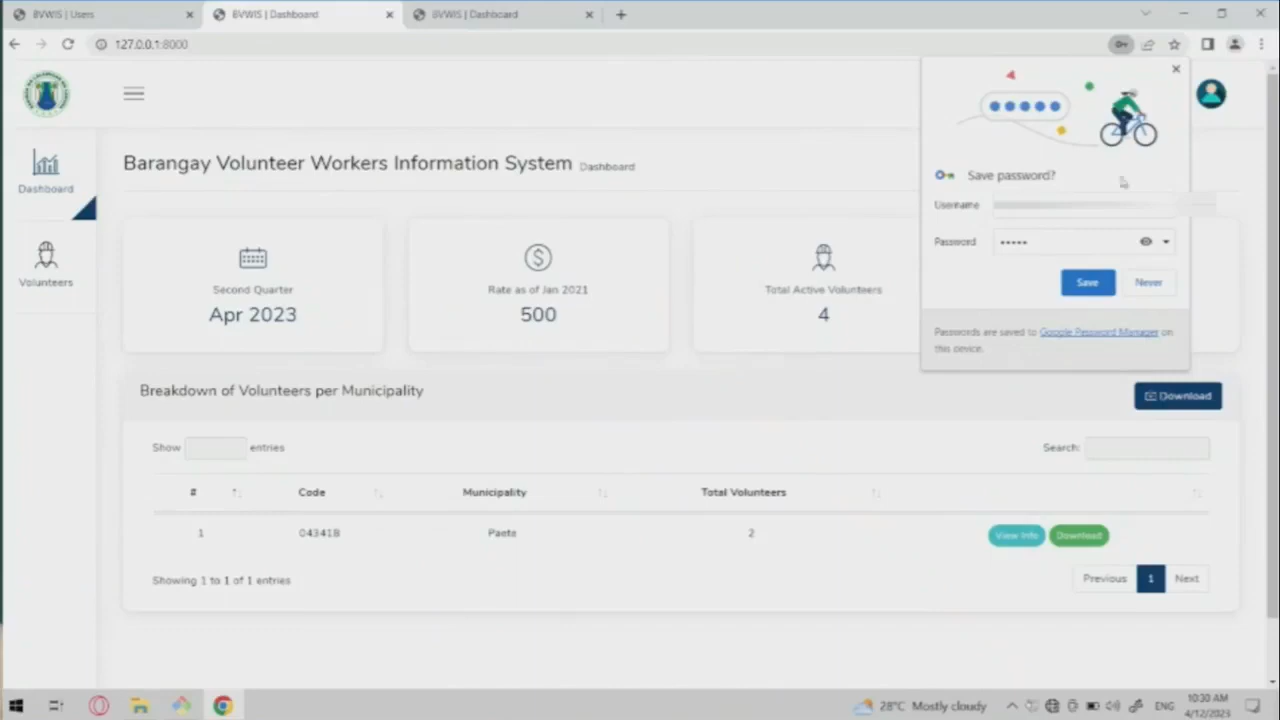 BVWIS | Users
BVWIS | Dashboard
BVWIS | Dashboard
127.0.0.1:8000
Barangay Volunteer Workers Information System Dashboard
Dashboard
Volunteers
Second Quarter
Apr 2023
Rate as of Jan 2021
500
Total Active Volunteers
4
Save password?
Username
Password •••••
Save Never
Passwords are saved to Google Password Manager on
this device.
Breakdown of Volunteers per Municipality
Download
Show entries
Search:
# Code Municipality Total Volunteers
1 043418 Paete 2 View Info Download
Showing 1 to 1 of 1 entries
Previous 1 Next
28°C Mostly cloudy
ENG
10:30 AM
4/12/2023